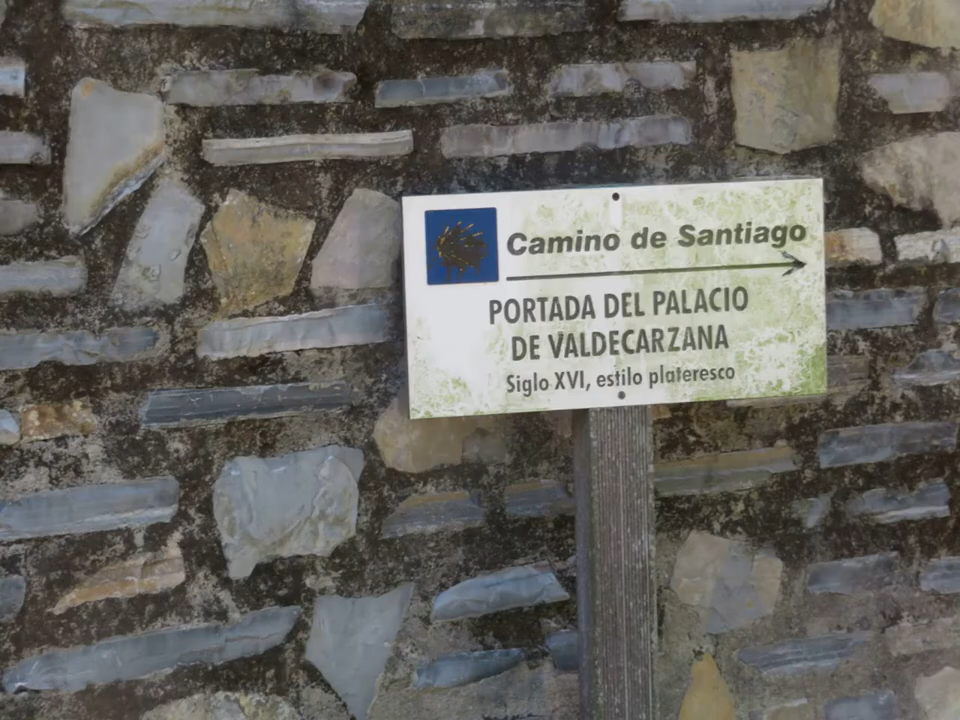 Camino de Santiago
PORTADA DEL PALACIO
DE VALDECARZANA
Siglo XVI, estilo plateresco